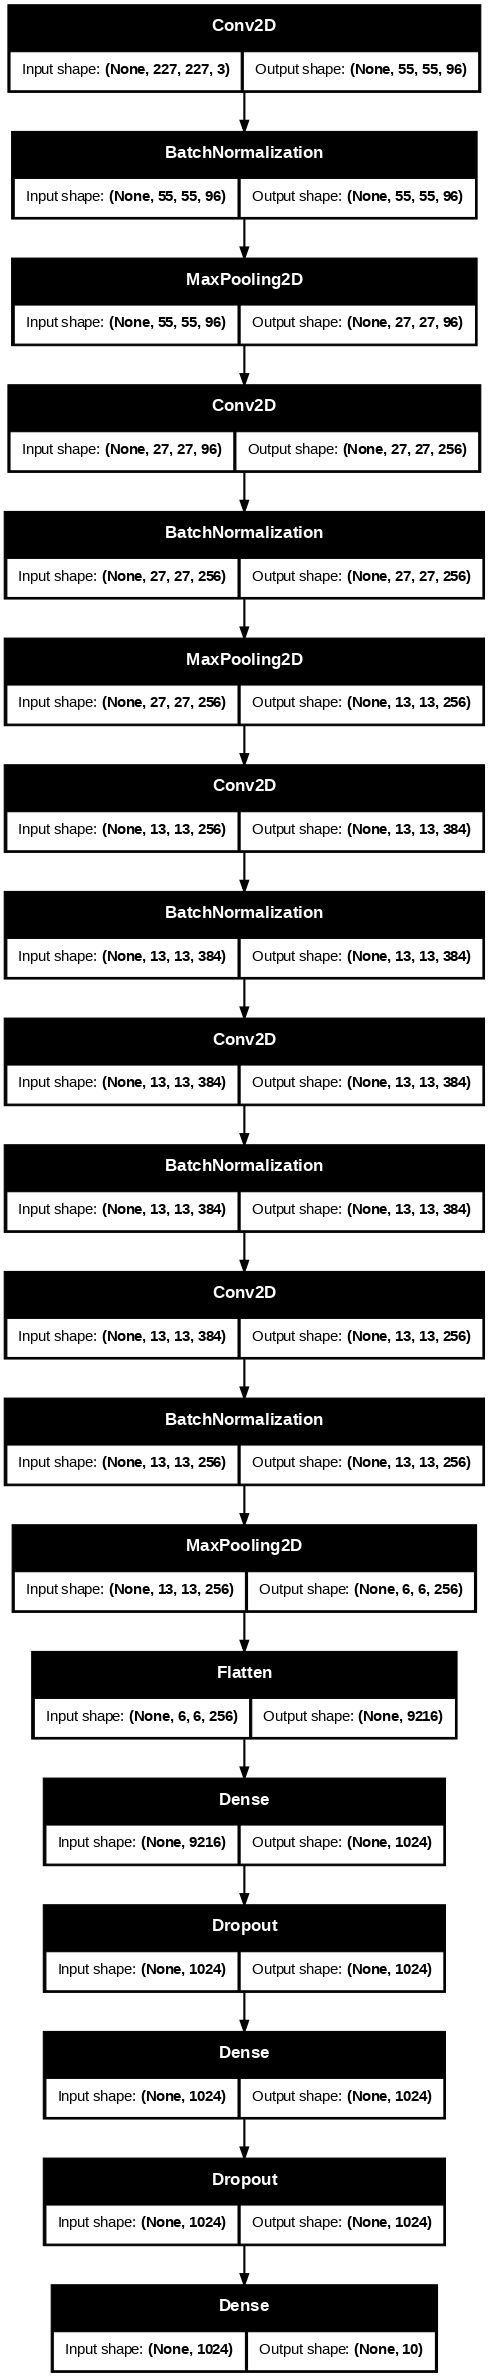 Conv2D
Input shape: (None, 227, 227, 3) Output shape: (None, 55, 55, 96)
BatchNormalization
Input shape: (None, 55, 55, 96) Output shape: (None, 55, 55, 96)
MaxPooling2D
Input shape: (None, 55, 55, 96) Output shape: (None, 27, 27, 96)
Conv2D
Input shape: (None, 27, 27, 96) Output shape: (None, 27, 27, 256)
BatchNormalization
Input shape: (None, 27, 27, 256) Output shape: (None, 27, 27, 256)
MaxPooling2D
Input shape: (None, 27, 27, 256) Output shape: (None, 13, 13, 256)
Conv2D
Input shape: (None, 13, 13, 256) Output shape: (None, 13, 13, 384)
BatchNormalization
Input shape: (None, 13, 13, 384) Output shape: (None, 13, 13, 384)
Conv2D
Input shape: (None, 13, 13, 384) Output shape: (None, 13, 13, 384)
BatchNormalization
Input shape: (None, 13, 13, 384) Output shape: (None, 13, 13, 384)
Conv2D
Input shape: (None, 13, 13, 384) Output shape: (None, 13, 13, 256)
BatchNormalization
Input shape: (None, 13, 13, 256) Output shape: (None, 13, 13, 256)
MaxPooling2D
Input shape: (None, 13, 13, 256) Output shape: (None, 6, 6, 256)
Flatten
Input shape: (None, 6, 6, 256) Output shape: (None, 9216)
Dense
Input shape: (None, 9216) Output shape: (None, 1024)
Dropout
Input shape: (None, 1024) Output shape: (None, 1024)
Dense
Input shape: (None, 1024) Output shape: (None, 1024)
Dropout
Input shape: (None, 1024) Output shape: (None, 1024)
Dense
Input shape: (None, 1024) Output shape: (None, 10)